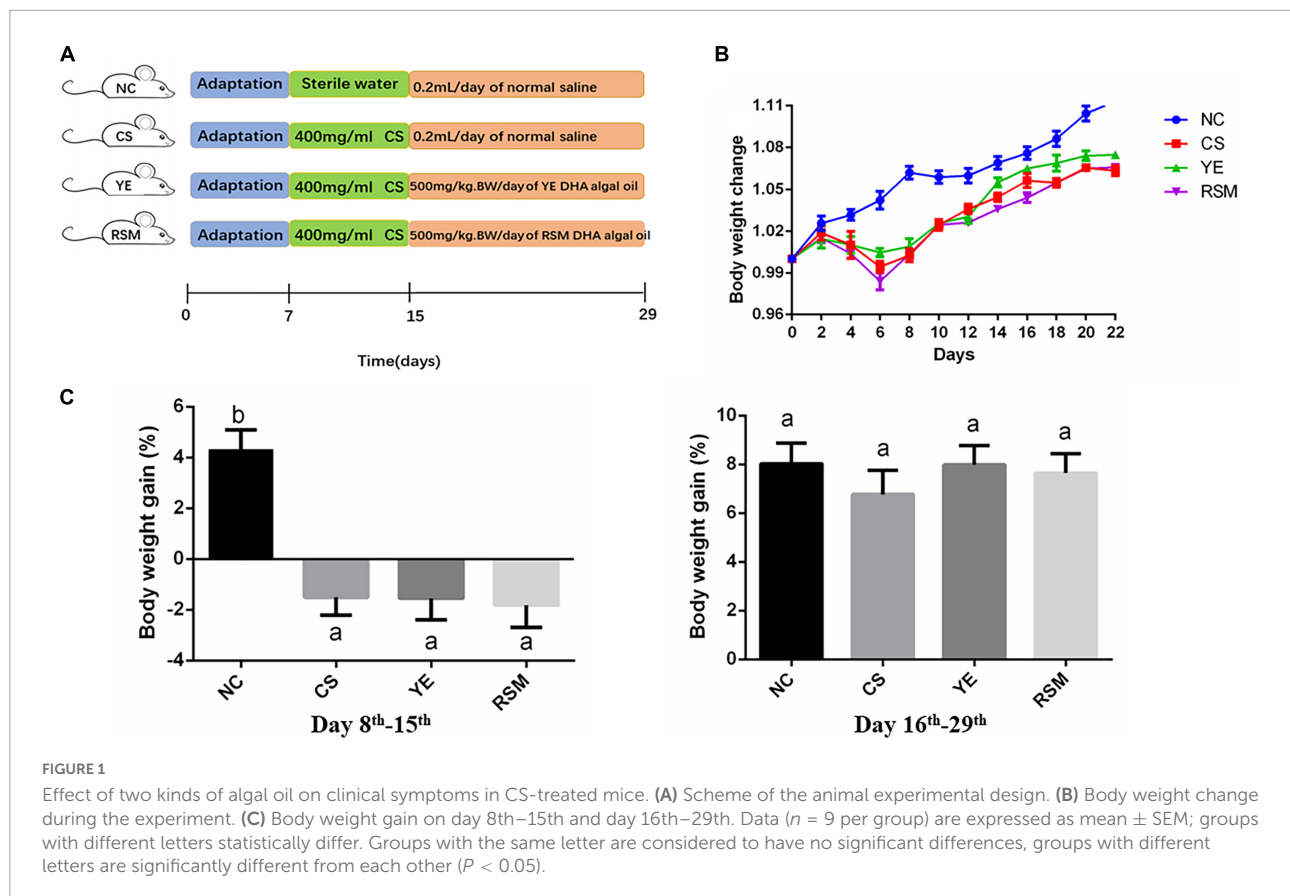 A
NC Adaptation Sterile water 0.2mL/day of normal saline
CS Adaptation 400mg/ml CS 0.2mL/day of normal saline
YE Adaptation 400mg/ml CS 500mg/kg.BW/day of YE DHA algal oil
RSM Adaptation 400mg/ml CS 500mg/kg.BW/day of RSM DHA algal oil
0 7 15 29
Time(days)
B
Body weight change
1.11
1.08
1.05
1.02
0.99
0.96
0 2 4 6 8 10 12 14 16 18 20 22
Days
NC
CS
YE
RSM
C
Body weight gain (%)
6
4
2
0
-2
-4
b
a
a
a
NC CS YE RSM
Day 8th-15th
Body weight gain (%)
10
8
6
4
2
0
a
a
a
a
NC CS YE RSM
Day 16th-29th
FIGURE 1
Effect of two kinds of algal oil on clinical symptoms in CS-treated mice. (A) Scheme of the animal experimental design. (B) Body weight change
during the experiment. (C) Body weight gain on day 8th–15th and day 16th–29th. Data (n = 9 per group) are expressed as mean ± SEM; groups
with different letters statistically differ. Groups with the same letter are considered to have no significant differences, groups with different
letters are significantly different from each other (P < 0.05).